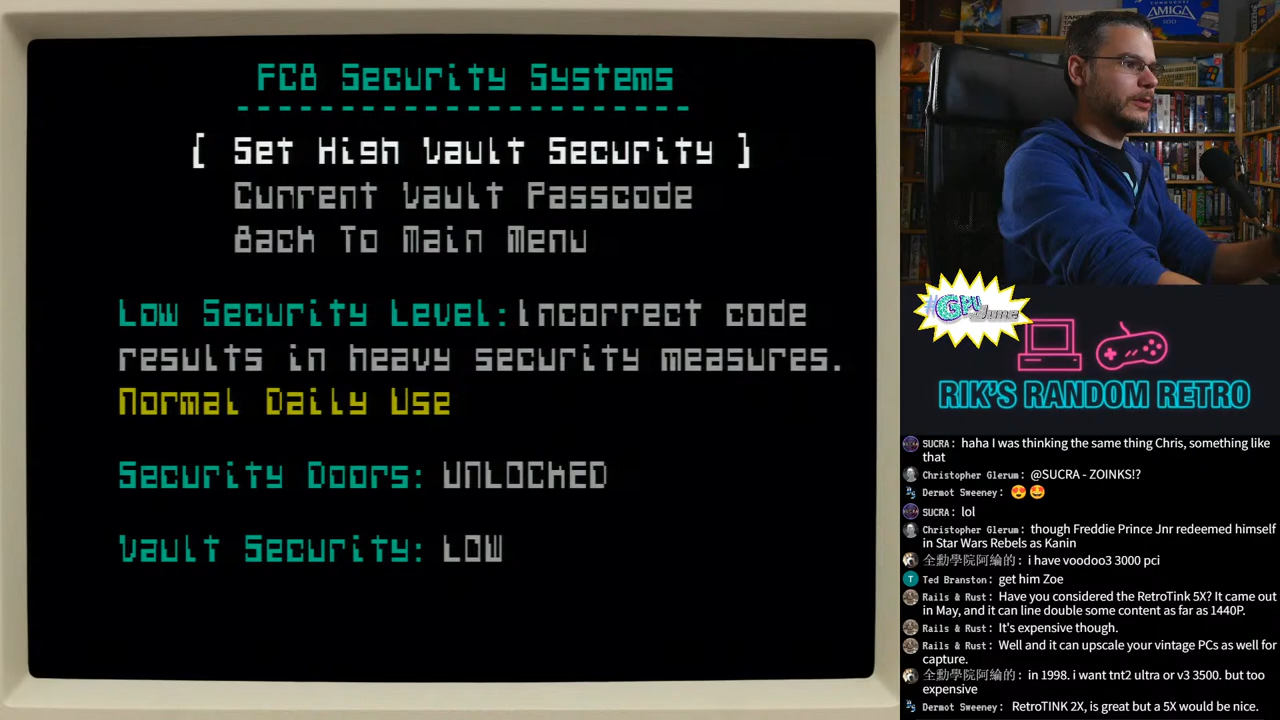 FC8 Security Systems
----------------------
[ Set High Vault Security ]
Current Vault Passcode
Back To Main Menu
Low Security Level:Incorrect code
results in heavy security measures.
Normal Daily Use
Security Doors: UNLOCKED
Vault Security: LOW
AMIGA
#GPUJune
RIK'S RANDOM RETRO
SUCRA: haha I was thinking the same thing Chris, something like
that
Christopher Glerum: @SUCRA - ZOINKS!?
Dermot Sweeney: 😍🤩
SUCRA: lol
Christopher Glerum: though Freddie Prince Jnr redeemed himself
in Star Wars Rebels as Kanin
全動學院阿綸的: i have voodoo3 3000 pci
T Ted Branston: get him Zoe
Rails & Rust: Have you considered the RetroTink 5X? It came out
in May, and it can line double some content as far as 1440P.
Rails & Rust: It's expensive though.
Rails & Rust: Well and it can upscale your vintage PCs as well for
capture.
全動學院阿綸的: in 1998. i want tnt2 ultra or v3 3500. but too
expensive
Dermot Sweeney: RetroTINK 2X, is great but a 5X would be nice.